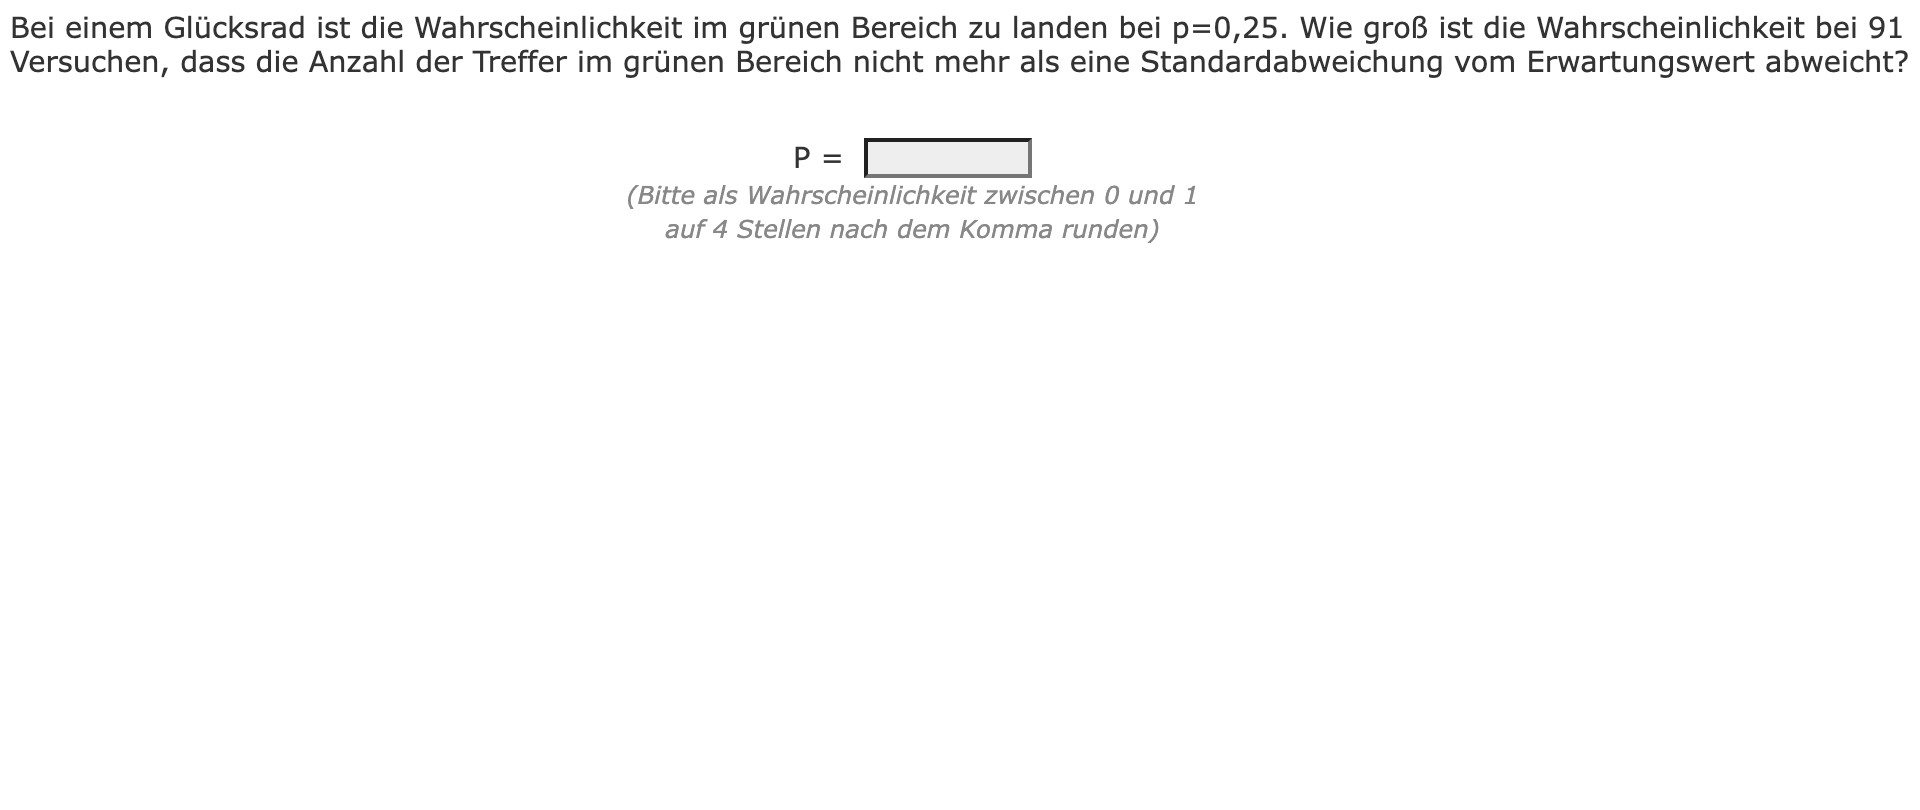 Bei einem Glücksrad ist die Wahrscheinlichkeit im grünen Bereich zu landen bei p=0,25. Wie groß ist die Wahrscheinlichkeit bei 91
Versuchen, dass die Anzahl der Treffer im grünen Bereich nicht mehr als eine Standardabweichung vom Erwartungswert abweicht?
P =
(Bitte als Wahrscheinlichkeit zwischen 0 und 1
auf 4 Stellen nach dem Komma runden)